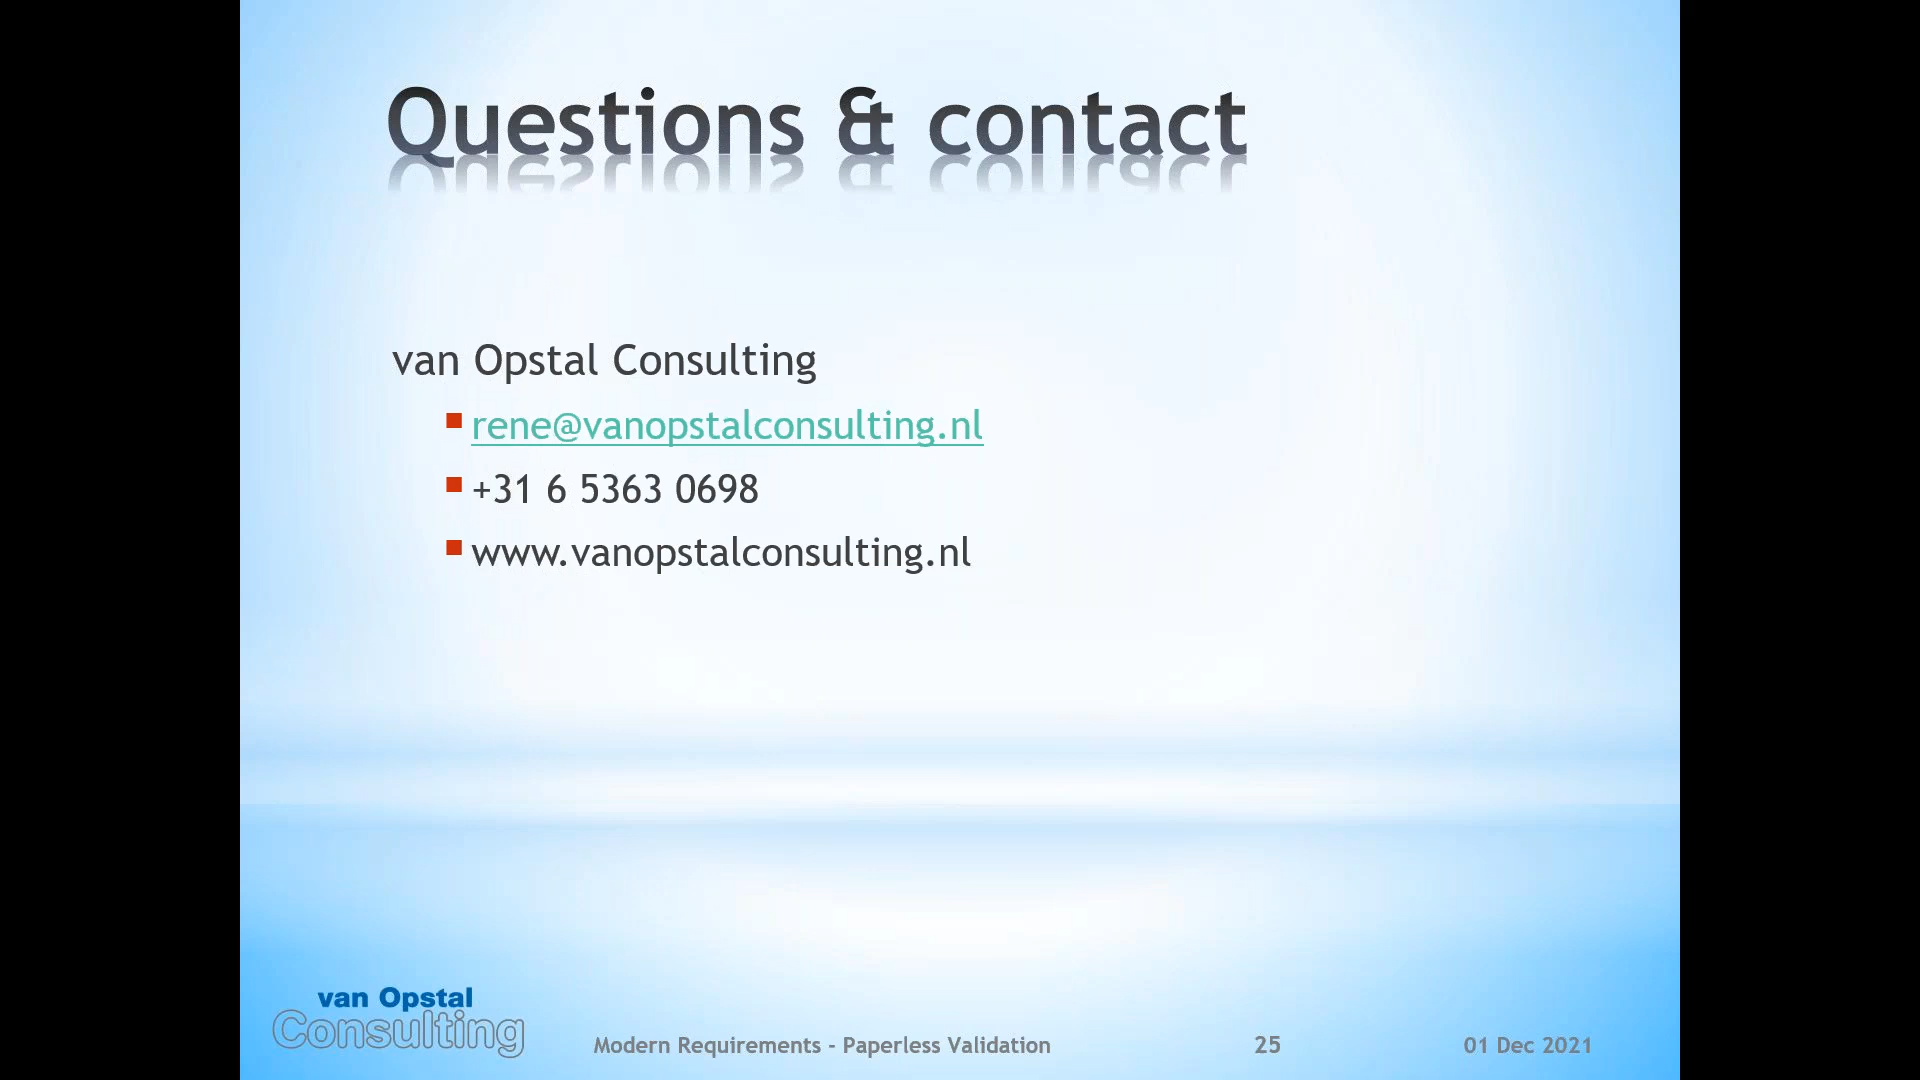 Questions & contact
van Opstal Consulting
rene@vanopstalconsulting.nl
+31 6 5363 0698
www.vanopstalconsulting.nl
van Opstal
Consulting
Modern Requirements - Paperless Validation
25
01 Dec 2021